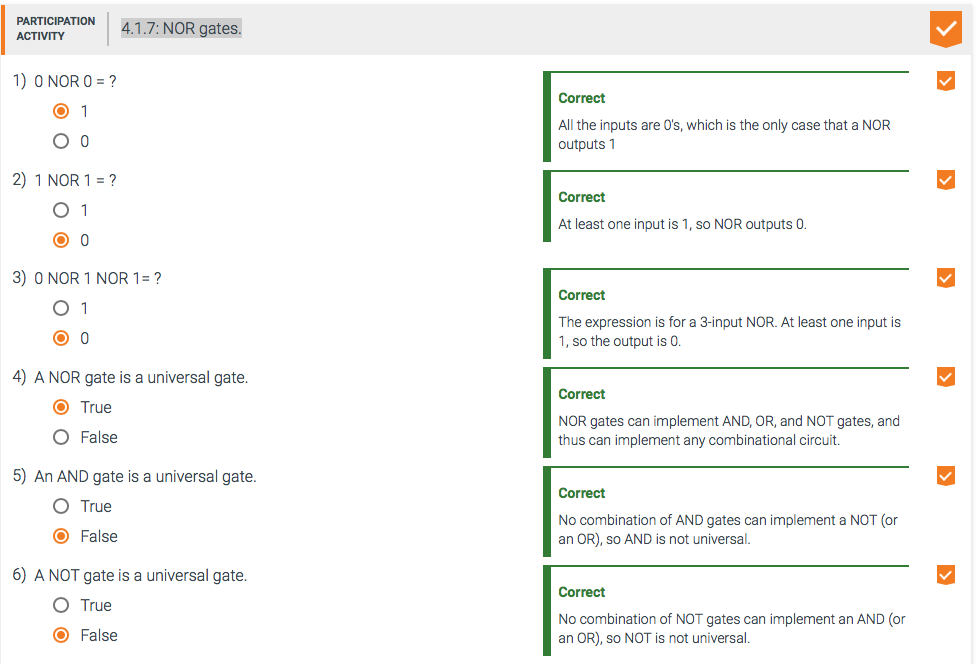 PARTICIPATION
ACTIVITY
4.1.7: NOR gates.
1) 0 NOR 0 = ?
1
0
Correct
All the inputs are 0's, which is the only case that a NOR
outputs 1
2) 1 NOR 1 = ?
1
0
Correct
At least one input is 1, so NOR outputs 0.
3) 0 NOR 1 NOR 1= ?
1
0
Correct
The expression is for a 3-input NOR. At least one input is
1, so the output is 0.
4) A NOR gate is a universal gate.
True
False
Correct
NOR gates can implement AND, OR, and NOT gates, and
thus can implement any combinational circuit.
5) An AND gate is a universal gate.
True
False
Correct
No combination of AND gates can implement a NOT (or
an OR), so AND is not universal.
6) A NOT gate is a universal gate.
True
False
Correct
No combination of NOT gates can implement an AND (or
an OR), so NOT is not universal.